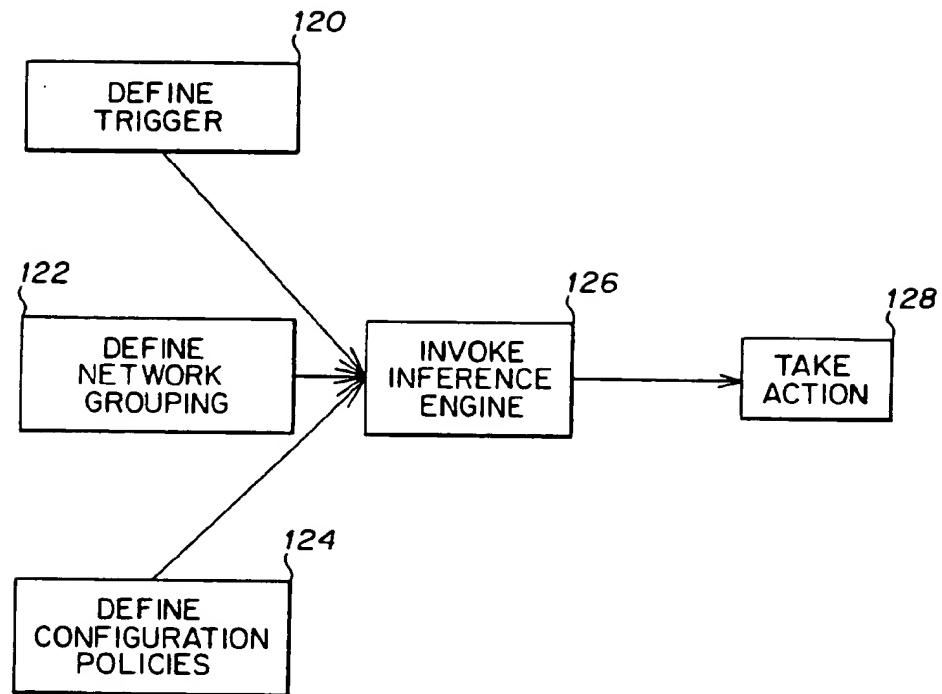 120
DEFINE
TRIGGER
122
DEFINE
NETWORK
GROUPING
126
INVOKE
INFERENCE
ENGINE
128
TAKE
ACTION
124
DEFINE
CONFIGURATION
POLICIES